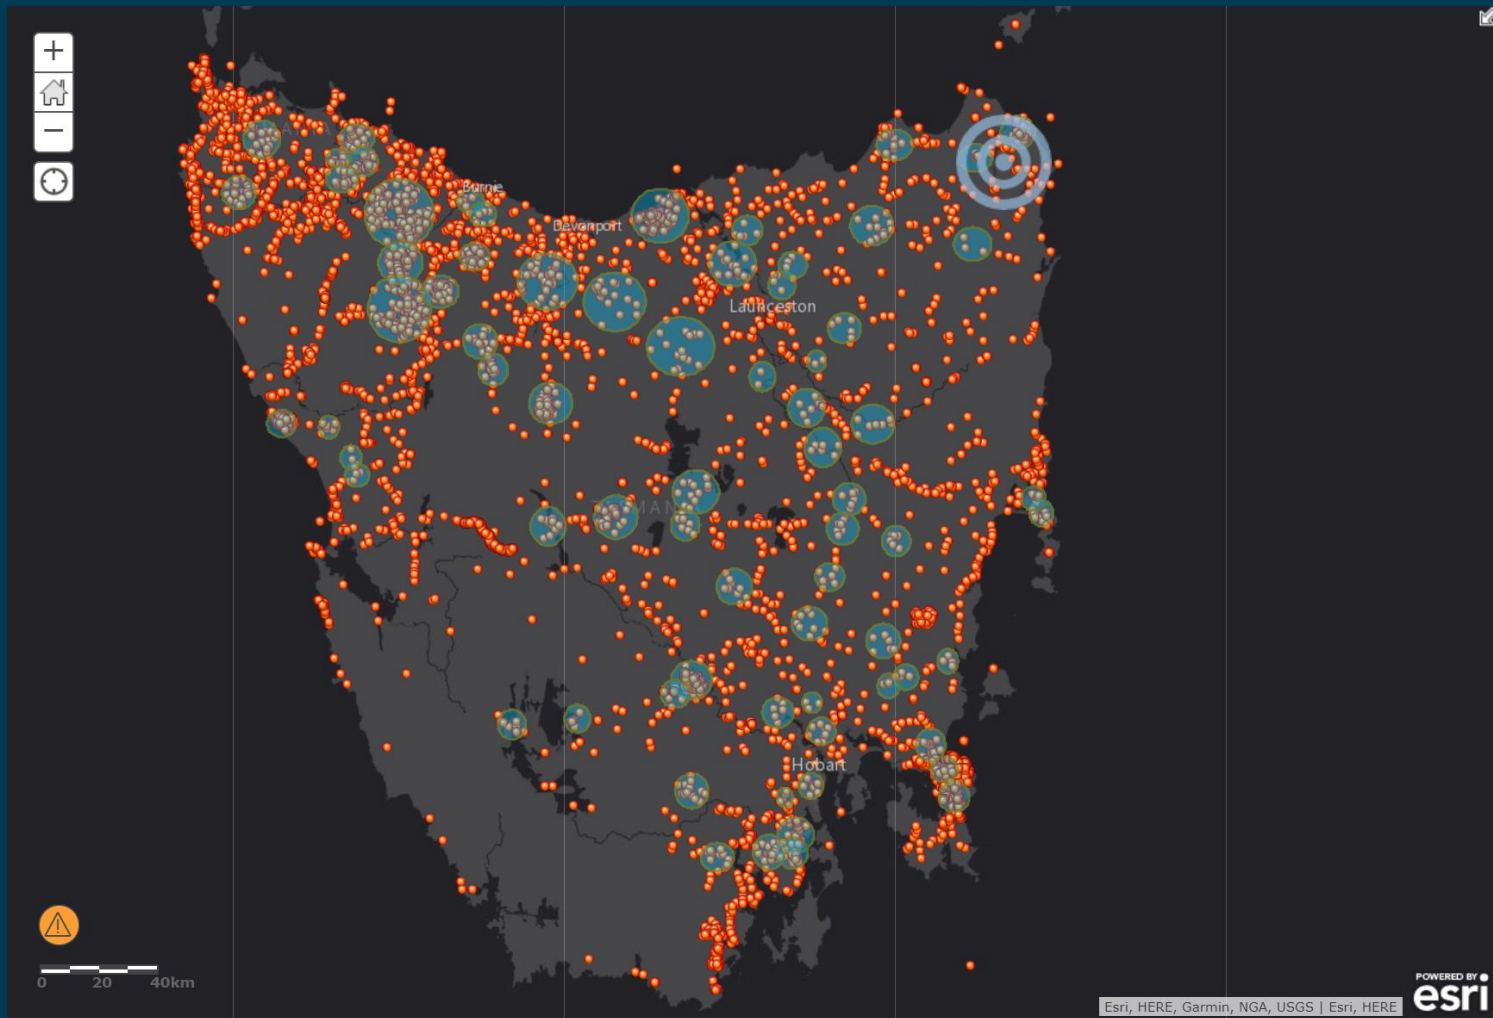 +
−
Burnie
Devonport
Launceston
Hobart
0 20 40km
POWERED BY
esri
Esri, HERE, Garmin, NGA, USGS | Esri, HERE